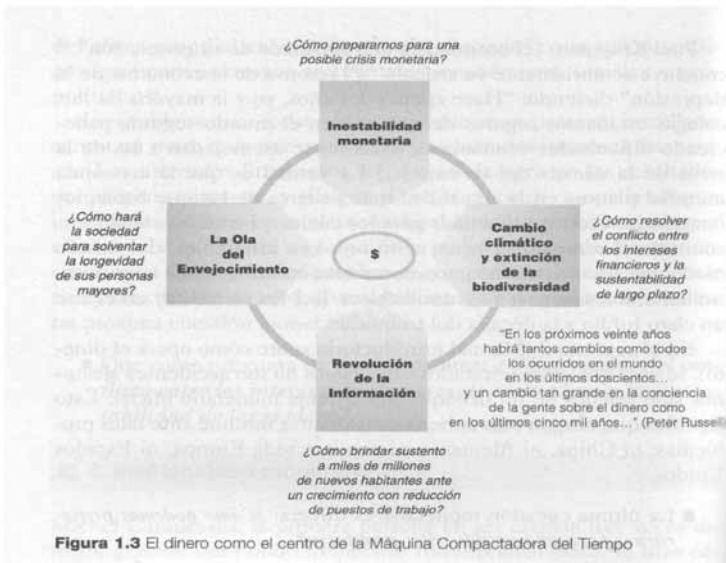 ¿Cómo prepararnos para una
posible crisis monetaria?
Inestabilidad
monetaria
¿Cómo hará
la sociedad
para solventar
la longevidad
de sus personas
mayores?
La Ola
del
Envejecimiento
$
Cambio
climático
y extinción
de la
biodiversidad
¿Cómo resolver
el conflicto entre
los intereses
financieros y la
sustentabilidad
de largo plazo?
"En los próximos veinte años
habrá tantos cambios como todos
los ocurridos en el mundo
en los últimos doscientos...
y un cambio tan grande en la conciencia
de la gente sobre el dinero como
en los últimos cinco mil años..." (Peter Russell
Revolución
de la
Información
¿Cómo brindar sustento
a miles de millones
de nuevos habitantes ante
un crecimiento con reducción
de puestos de trabajo?
Figura 1.3 El dinero como el centro de la Máquina Compactadora del Tiempo